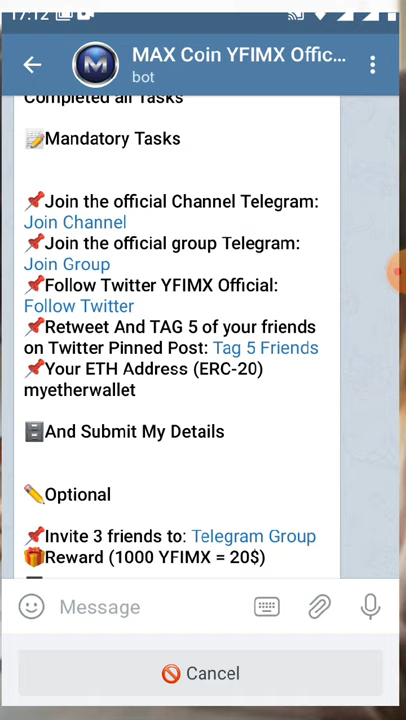 17:12
MAX Coin YFIMX Offic...
bot
Completed all Tasks
📝Mandatory Tasks
📌Join the official Channel Telegram:
Join Channel
📌Join the official group Telegram:
Join Group
📌Follow Twitter YFIMX Official:
Follow Twitter
📌Retweet And TAG 5 of your friends
on Twitter Pinned Post: Tag 5 Friends
📌Your ETH Address (ERC-20)
myetherwallet
🗄And Submit My Details
✏️Optional
📌Invite 3 friends to: Telegram Group
🎁Reward (1000 YFIMX = 20$)
Message
🚫 Cancel